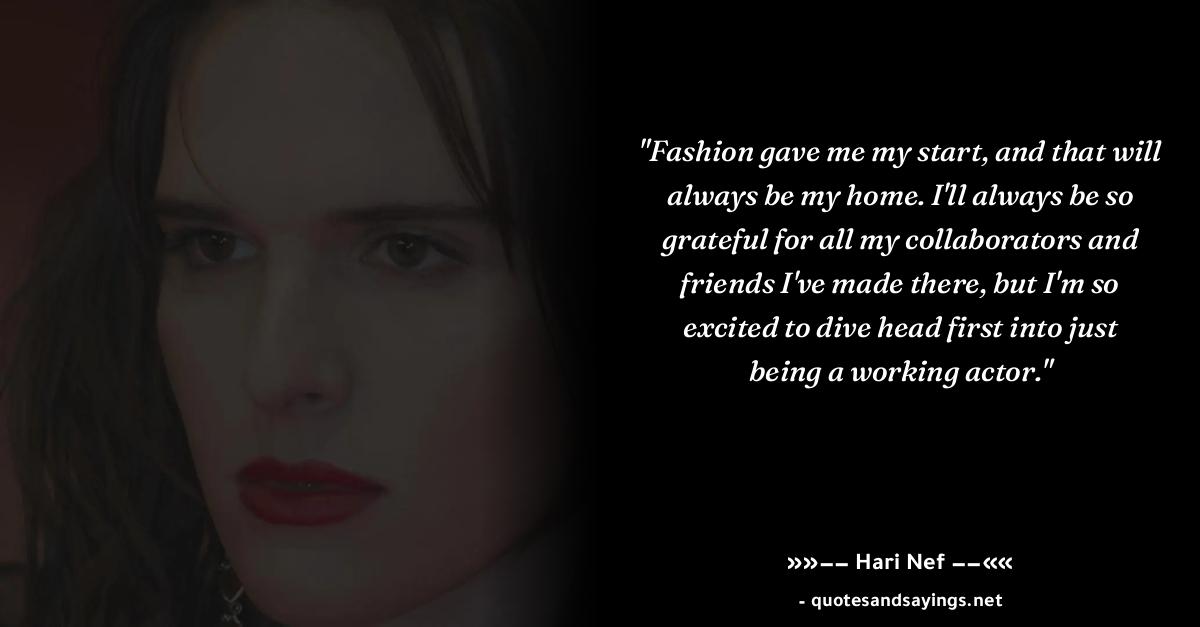 "Fashion gave me my start, and that will
always be my home. I'll always be so
grateful for all my collaborators and
friends I've made there, but I'm so
excited to dive head first into just
being a working actor."
»»−− Hari Nef −−««
- quotesandsayings.net